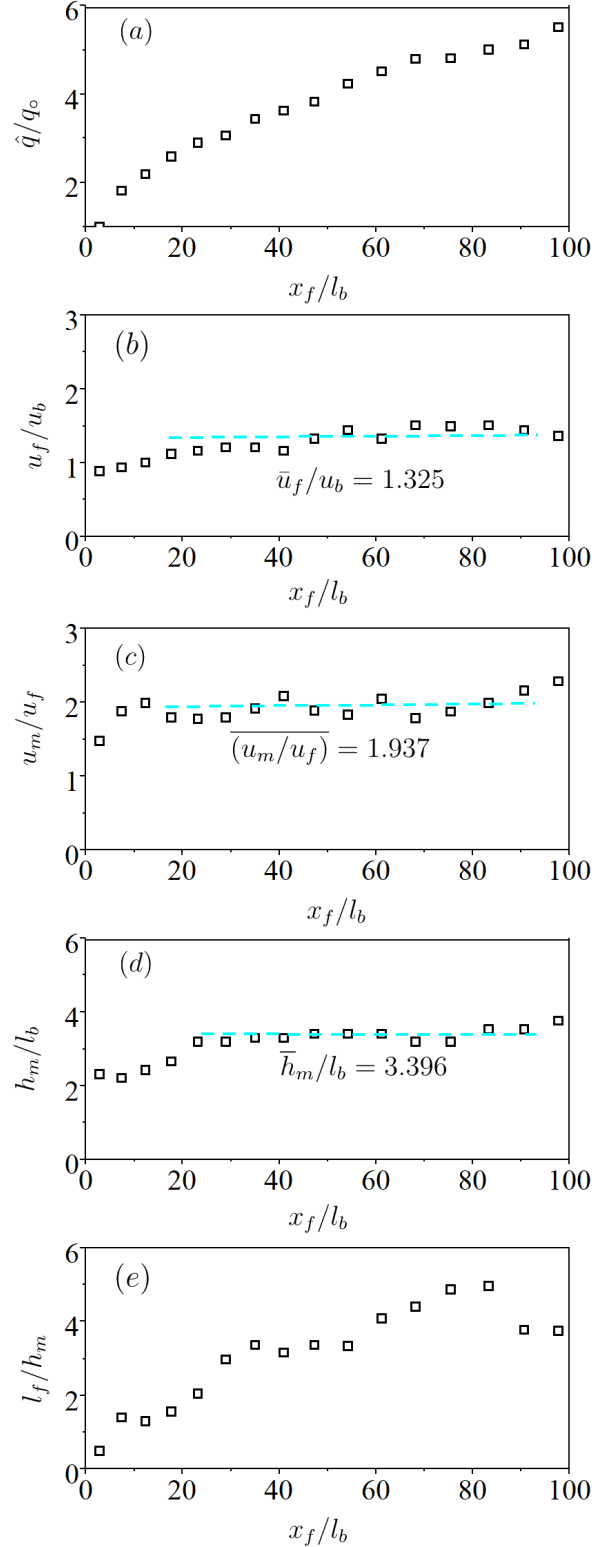 6
(a)
4
q̂/q∘
2
0 20 40 60 80 100
x_f/l_b
3
(b)
2
u_f/u_b
1
ū_f/u_b = 1.325
0
0 20 40 60 80 100
x_f/l_b
3
(c)
2
u_m/u_f
\overline{(u_m/u_f)} = 1.937
1
0
0 20 40 60 80 100
x_f/l_b
6
(d)
4
h_m/l_b
\overline{h}_m/l_b = 3.396
2
0
0 20 40 60 80 100
x_f/l_b
6
(e)
4
l_f/h_m
2
0
0 20 40 60 80 100
x_f/l_b